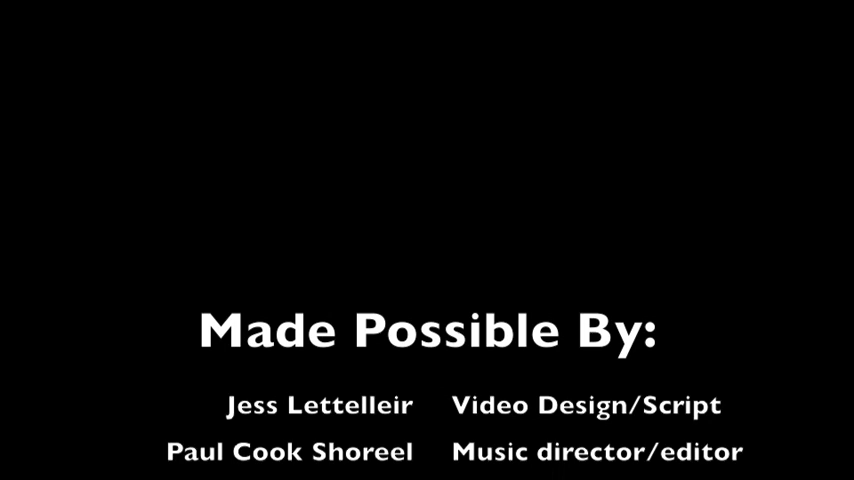 Made Possible By:
Jess Lettelleir Video Design/Script
Paul Cook Shoreel Music director/editor